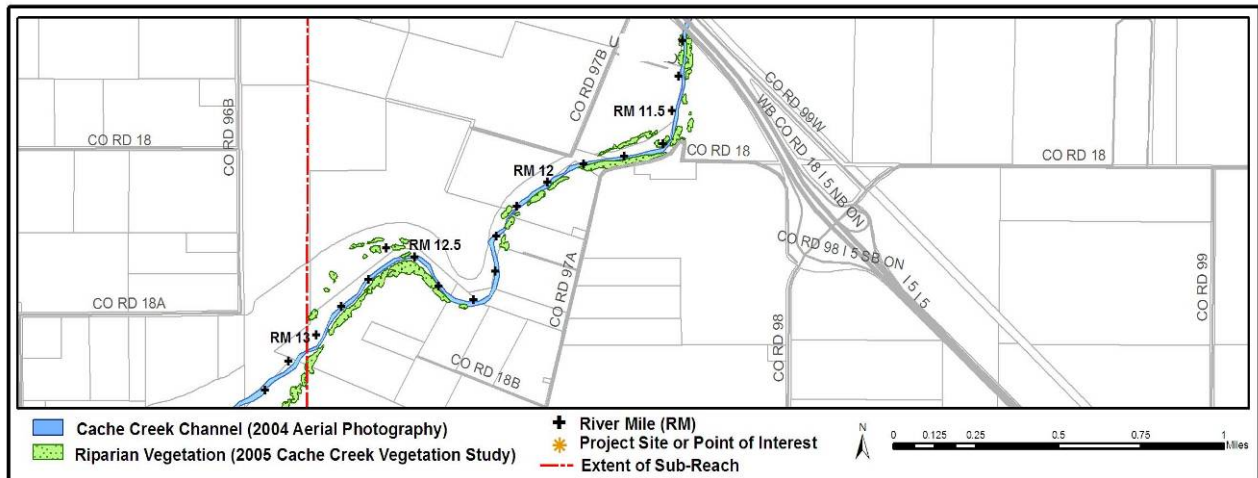 CO RD 97B
CO RD 99W
CO RD 96B
RM 11.5
WB CO RD 18 I 5 NB ON
CO RD 18
CO RD 18
CO RD 18
RM 12
RM 12.5
CO RD 97A
CO RD 98 I 5 SB ON
I 5 I 5
CO RD 99
CO RD 18A
RM 13
CO RD 98
CO RD 18B
Cache Creek Channel (2004 Aerial Photography)
Riparian Vegetation (2005 Cache Creek Vegetation Study)
River Mile (RM)
Project Site or Point of Interest
Extent of Sub-Reach
N
0 0.125 0.25 0.5 0.75 1
Miles